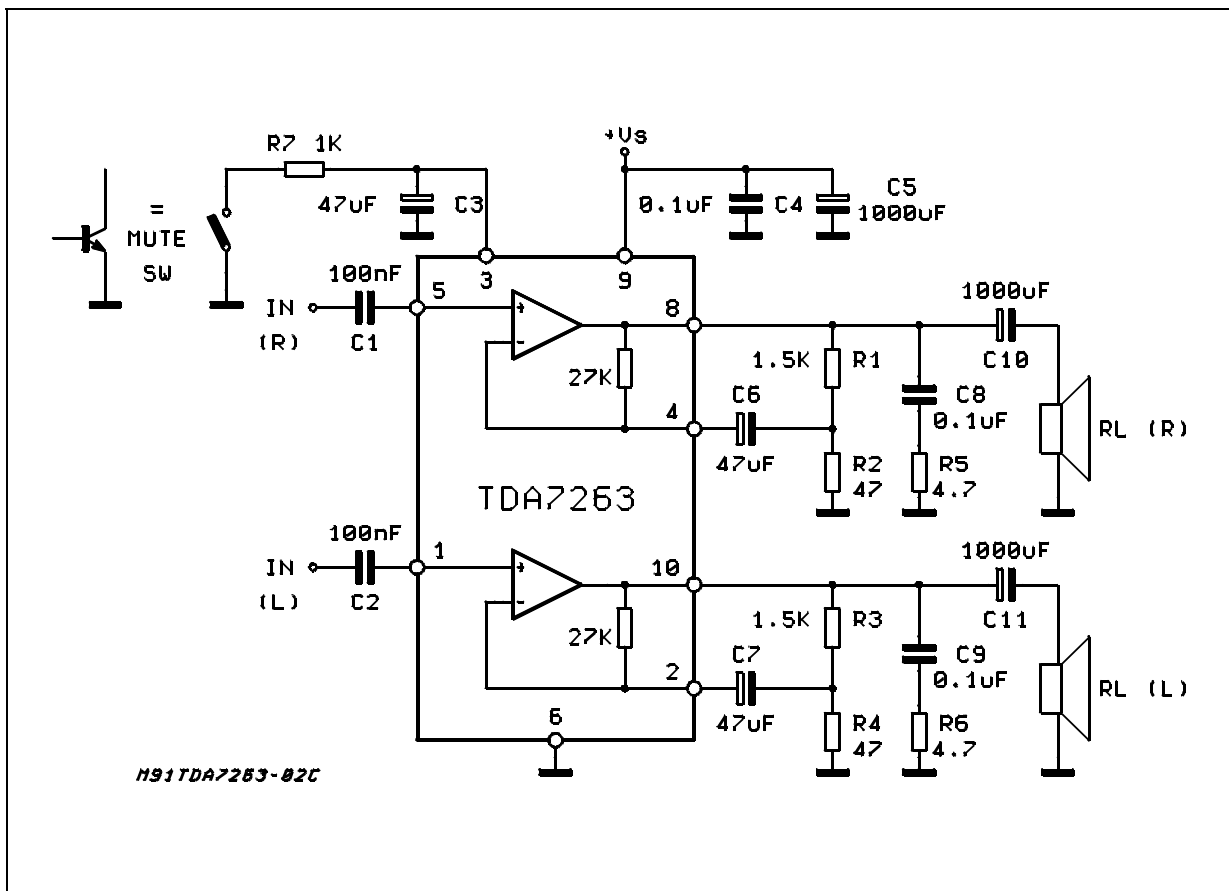 R7 1K
+Vs
47uF
C3
0.1uF
C4
C5
1000uF
=
MUTE
SW
3
9
100nF
IN
(R)
C1
5
8
1000uF
C10
27K
1.5K
R1
4
C6
47uF
C8
0.1uF
R2
47
R5
4.7
RL (R)
TDA7263
100nF
IN
(L)
C2
1
10
1000uF
C11
27K
1.5K
R3
2
C7
47uF
C9
0.1uF
R4
47
R6
4.7
RL (L)
6
M91TDA7263-02C